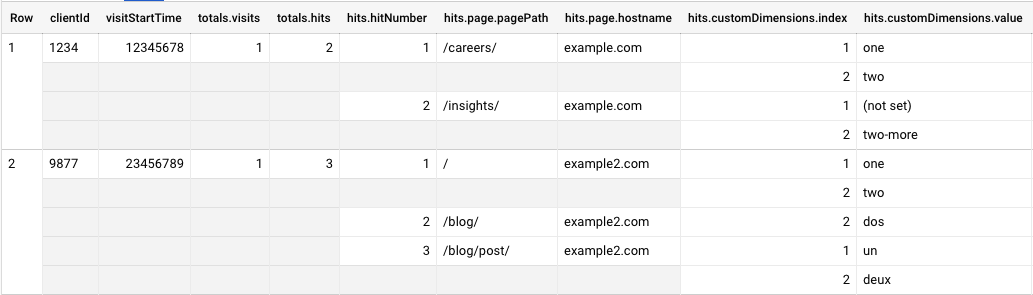 Row clientId visitStartTime totals.visits totals.hits hits.hitNumber hits.page.pagePath hits.page.hostname hits.customDimensions.index hits.customDimensions.value
1 1234 12345678 1 2 1 /careers/ example.com 1 one
2 two
2 /insights/ example.com 1 (not set)
2 two-more
2 9877 23456789 1 3 1 / example2.com 1 one
2 two
2 /blog/ example2.com 2 dos
3 /blog/post/ example2.com 1 un
2 deux